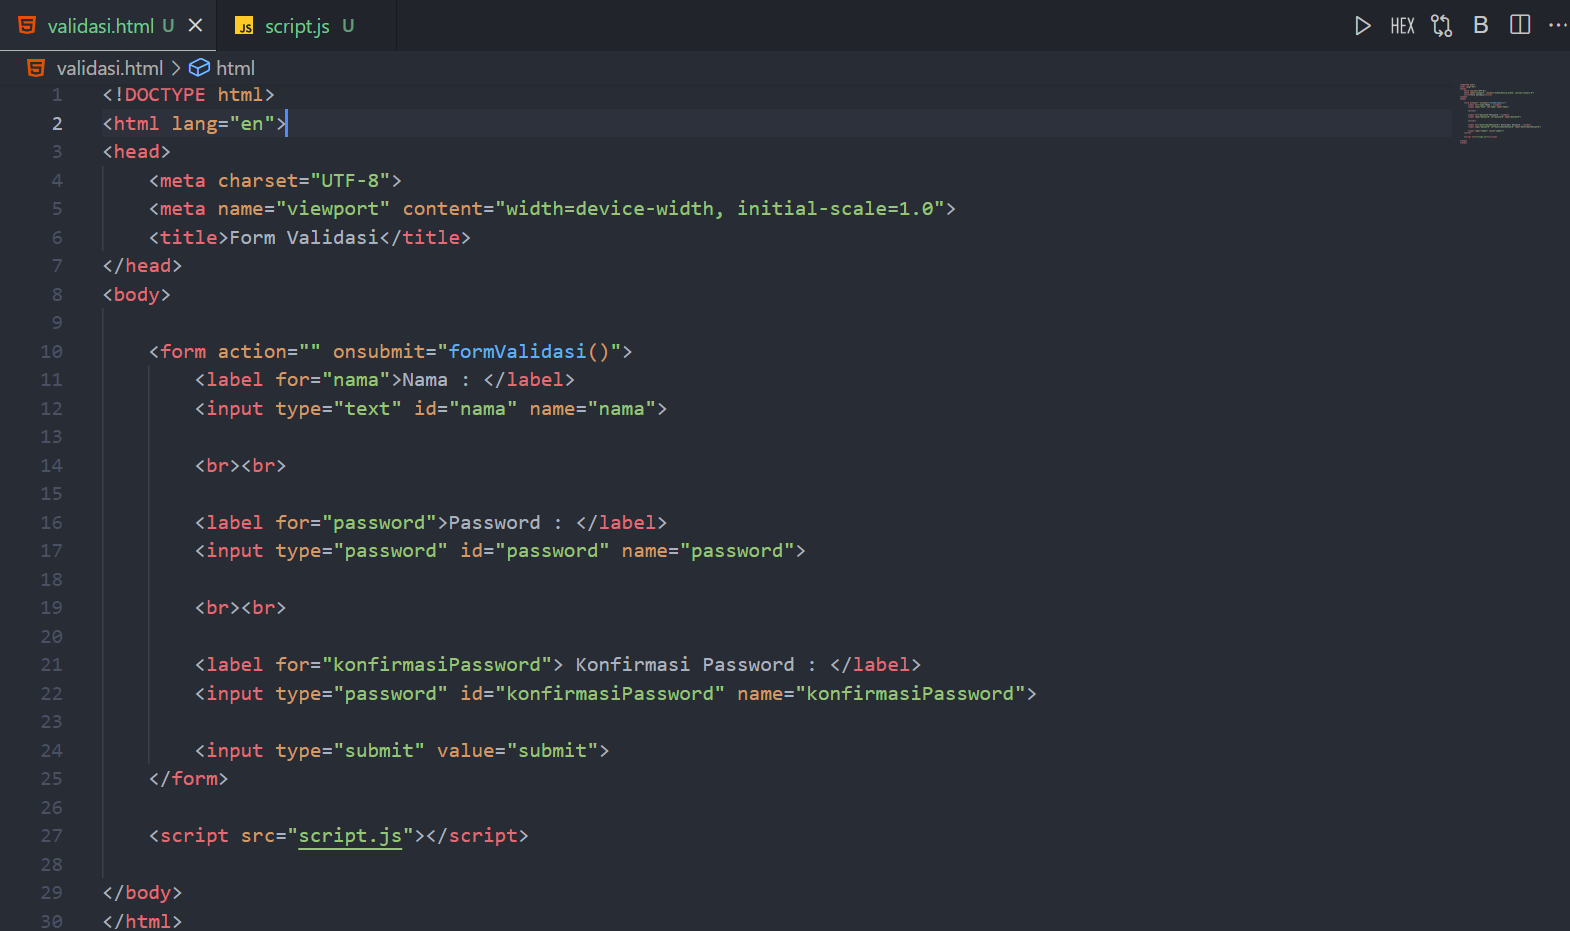 validasi.html U × JS script.js U HEX B
validasi.html > html
1 <!DOCTYPE html>
2 <html lang="en">
3 <head>
4     <meta charset="UTF-8">
5     <meta name="viewport" content="width=device-width, initial-scale=1.0">
6     <title>Form Validasi</title>
7 </head>
8 <body>
9
10     <form action="" onsubmit="formValidasi()">
11         <label for="nama">Nama : </label>
12         <input type="text" id="nama" name="nama">
13
14         <br><br>
15
16         <label for="password">Password : </label>
17         <input type="password" id="password" name="password">
18
19         <br><br>
20
21         <label for="konfirmasiPassword"> Konfirmasi Password : </label>
22         <input type="password" id="konfirmasiPassword" name="konfirmasiPassword">
23
24         <input type="submit" value="submit">
25     </form>
26
27     <script src="script.js"></script>
28
29 </body>
30 </html>